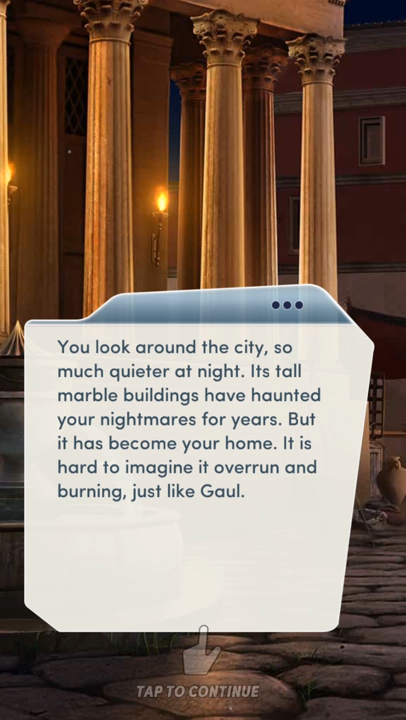 You look around the city, so
much quieter at night. Its tall
marble buildings have haunted
your nightmares for years. But
it has become your home. It is
hard to imagine it overrun and
burning, just like Gaul.
TAP TO CONTINUE